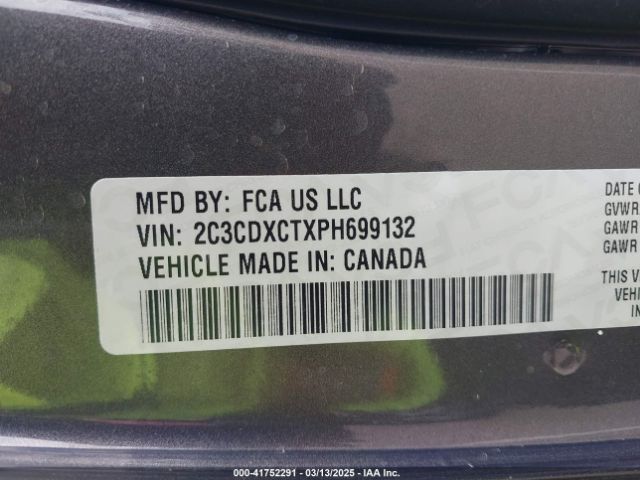 MFD BY: FCA US LLC
VIN: 2C3CDXCTXPH699132
VEHICLE MADE IN: CANADA
DATE O
GVWR
GAWR
GAWR
THIS V
VEHI
IN
00-41752291 - 03/13/2025 - IAA Inc.